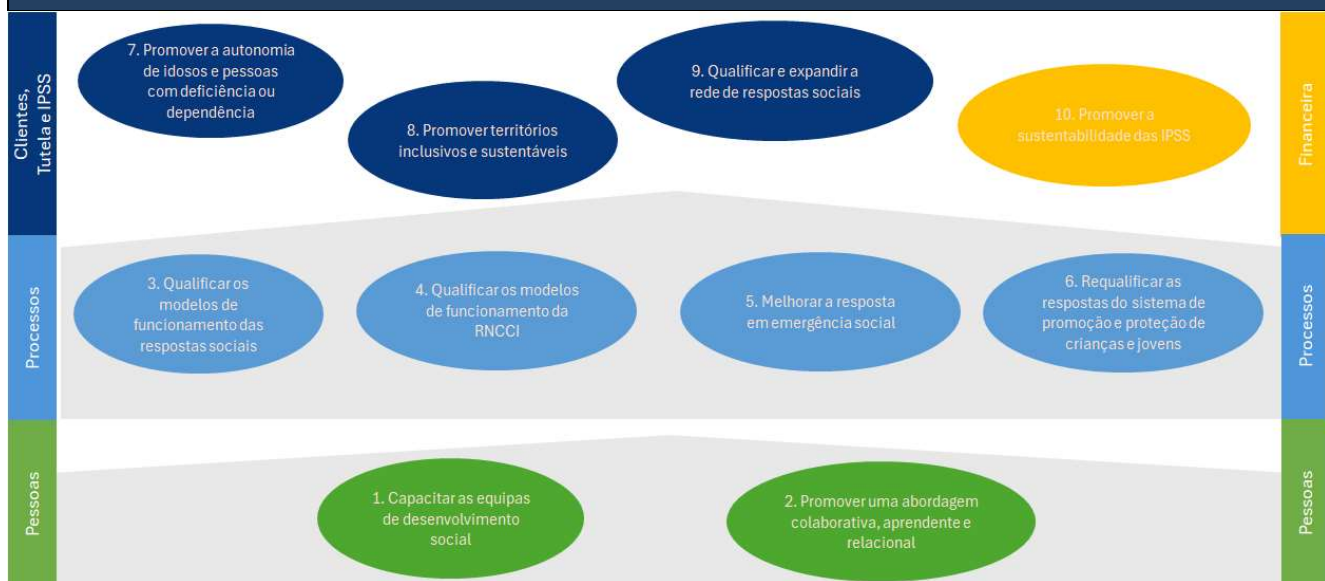 Clientes,
Tutela e IPSS
7. Promover a autonomia
de idosos e pessoas
com deficiência ou
dependência
8. Promover territórios
inclusivos e sustentáveis
9. Qualificar e expandir a
rede de respostas sociais
10. Promover a
sustentabilidade das IPSS
Financeira
Processos
3. Qualificar os
modelos de
funcionamento das
respostas sociais
4. Qualificar os modelos
de funcionamento da
RNCCI
5. Melhorar a resposta
em emergência social
6. Requalificar as
respostas do sistema de
promoção e proteção de
crianças e jovens
Processos
Pessoas
1. Capacitar as equipas
de desenvolvimento
social
2. Promover uma abordagem
colaborativa, aprendente e
relacional
Pessoas